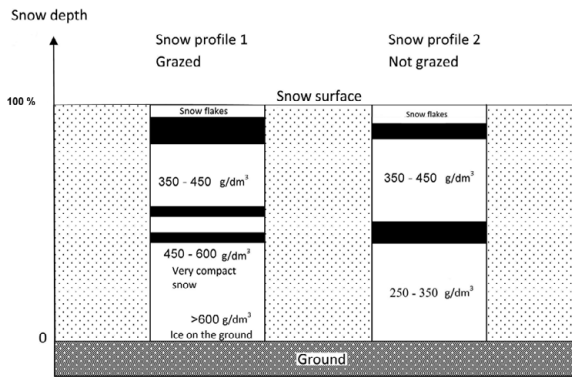 Snow depth
Snow profile 1
Grazed
Snow profile 2
Not grazed
100 %
Snow surface
Snow flakes
350 - 450 g/dm³
450 - 600 g/dm³
Very compact
snow
>600 g/dm³
Ice on the ground
Snow flakes
350 - 450 g/dm³
250 - 350 g/dm³
0
Ground